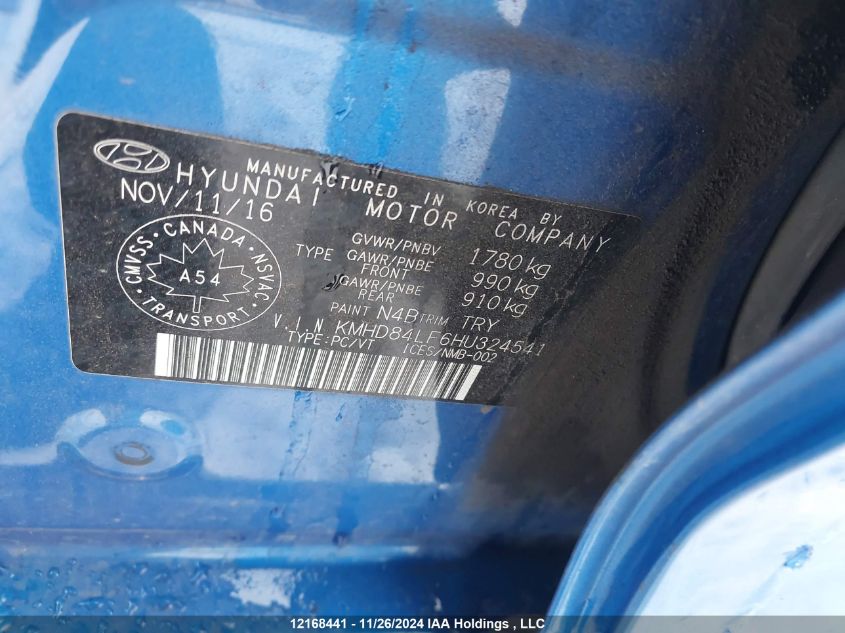 MANUFACTURED IN KOREA BY
HYUNDAI MOTOR COMPANY
NOV/11/16
CMVSS · CANADA · NSVAC
A54
TRANSPORT
GVWR/PNBV 1780 kg
TYPE GAWR/PNBE FRONT 990 kg
GAWR/PNBE REAR 910 kg
PAINT N4B TRIM TRY
V.I.N KMHD84LF6HU324541
TYPE:PC/VT ICES/NMB-002
12168441 - 11/26/2024 IAA Holdings , LLC